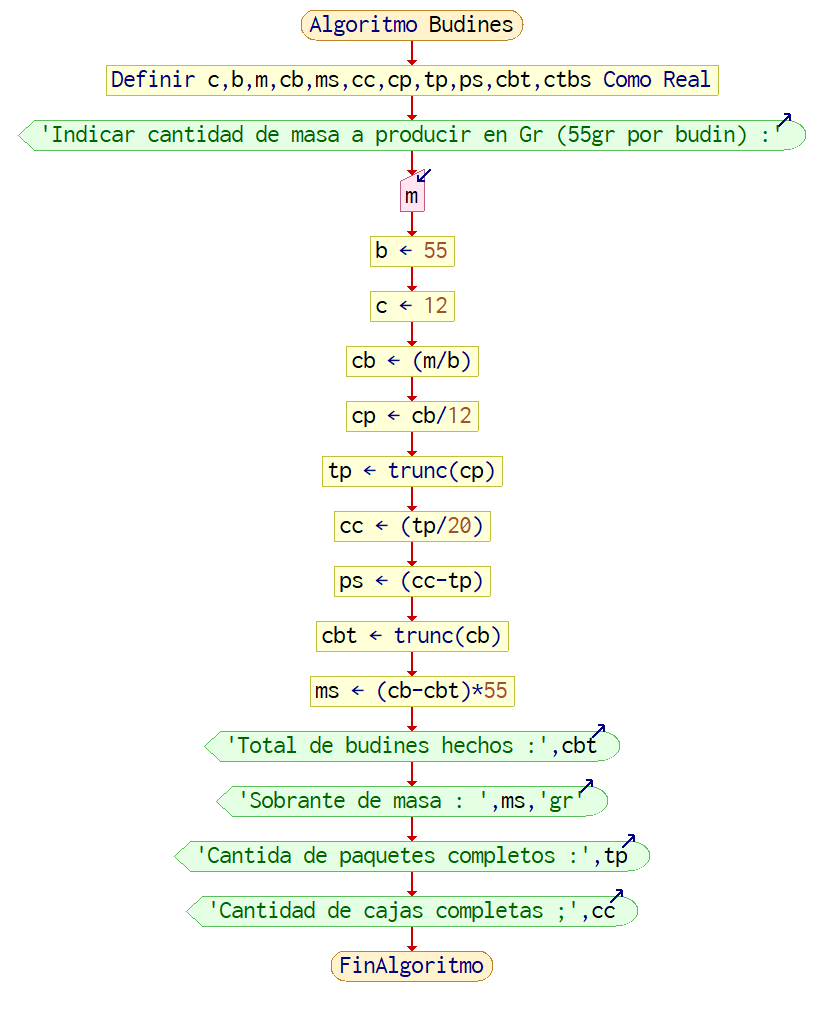 Algoritmo Budines
Definir c,b,m,cb,ms,cc,cp,tp,ps,cbt,ctbs Como Real
'Indicar cantidad de masa a producir en Gr (55gr por budin) :'
m
b ← 55
c ← 12
cb ← (m/b)
cp ← cb/12
tp ← trunc(cp)
cc ← (tp/20)
ps ← (cc-tp)
cbt ← trunc(cb)
ms ← (cb-cbt)*55
'Total de budines hechos :',cbt
'Sobrante de masa : ',ms,'gr'
'Cantida de paquetes completos :',tp
'Cantidad de cajas completas ;',cc
FinAlgoritmo